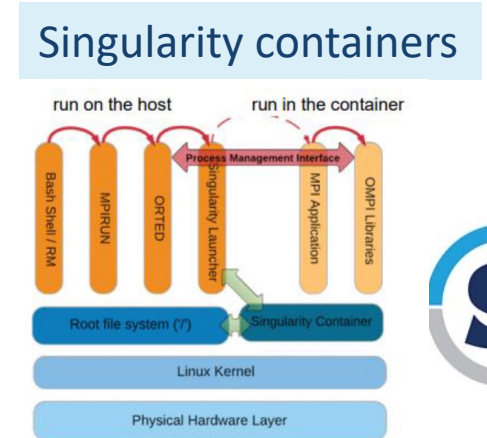 Singularity containers
run on the host
run in the container
Process Management Interface
Bash Shell / RM
MPIRUN
ORTED
Singularity Launcher
MPI Application
OMPI Libraries
Root file system ('/')
Singularity Container
Linux Kernel
Physical Hardware Layer